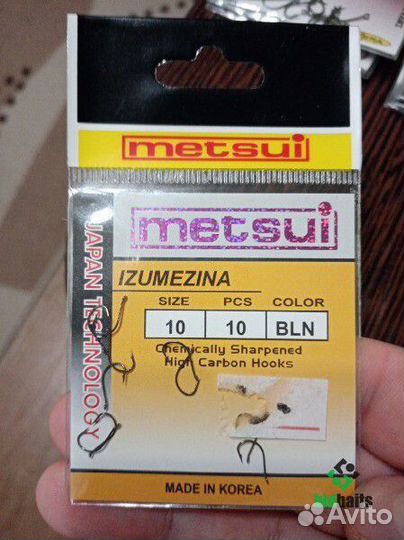 metsui
metsui
JAPAN TECHNOLOGY
IZUMEZINA
SIZE PCS COLOR
10 10 BLN
Chemically Sharpened
High Carbon Hooks
MADE IN KOREA
baits
Avito